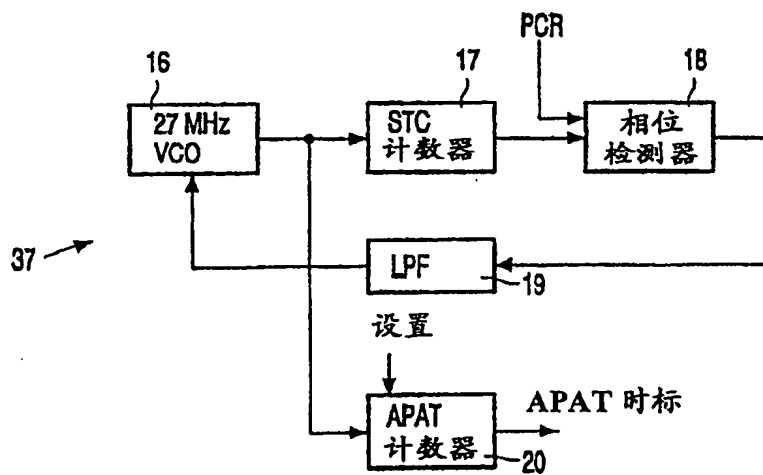 PCR
16
17
18
27 MHz
VCO
STC
计数器
相位
检测器
37
LPF
19
设置
APAT
计数器
APAT 时标
20